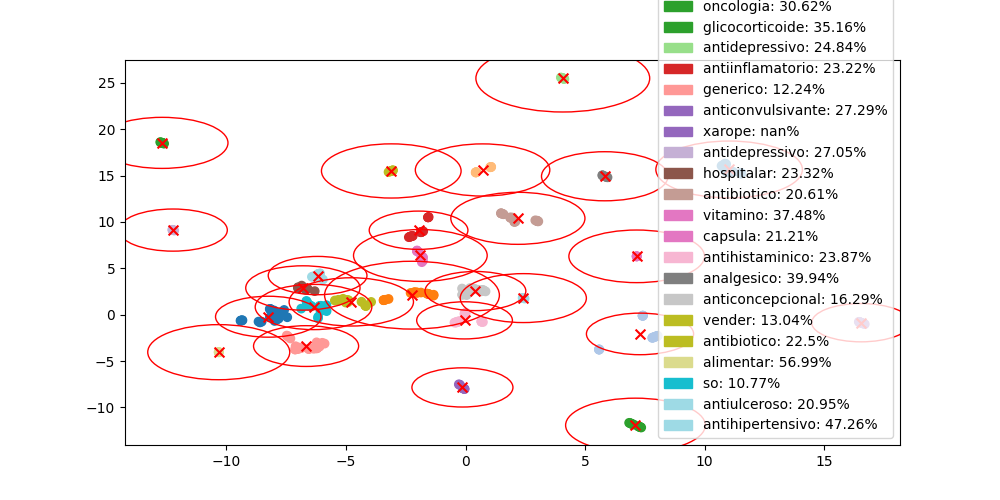 oncologia: 30.62%
glicocorticoide: 35.16%
antidepressivo: 24.84%
antiinflamatorio: 23.22%
generico: 12.24%
anticonvulsivante: 27.29%
xarope: nan%
antidepressivo: 27.05%
hospitalar: 23.32%
antibiotico: 20.61%
vitamino: 37.48%
capsula: 21.21%
antihistaminico: 23.87%
analgesico: 39.94%
anticoncepcional: 16.29%
vender: 13.04%
antibiotico: 22.5%
alimentar: 56.99%
so: 10.77%
antiulceroso: 20.95%
antihipertensivo: 47.26%
25
20
15
10
5
0
−5
−10
−10 −5 0 5 10 15